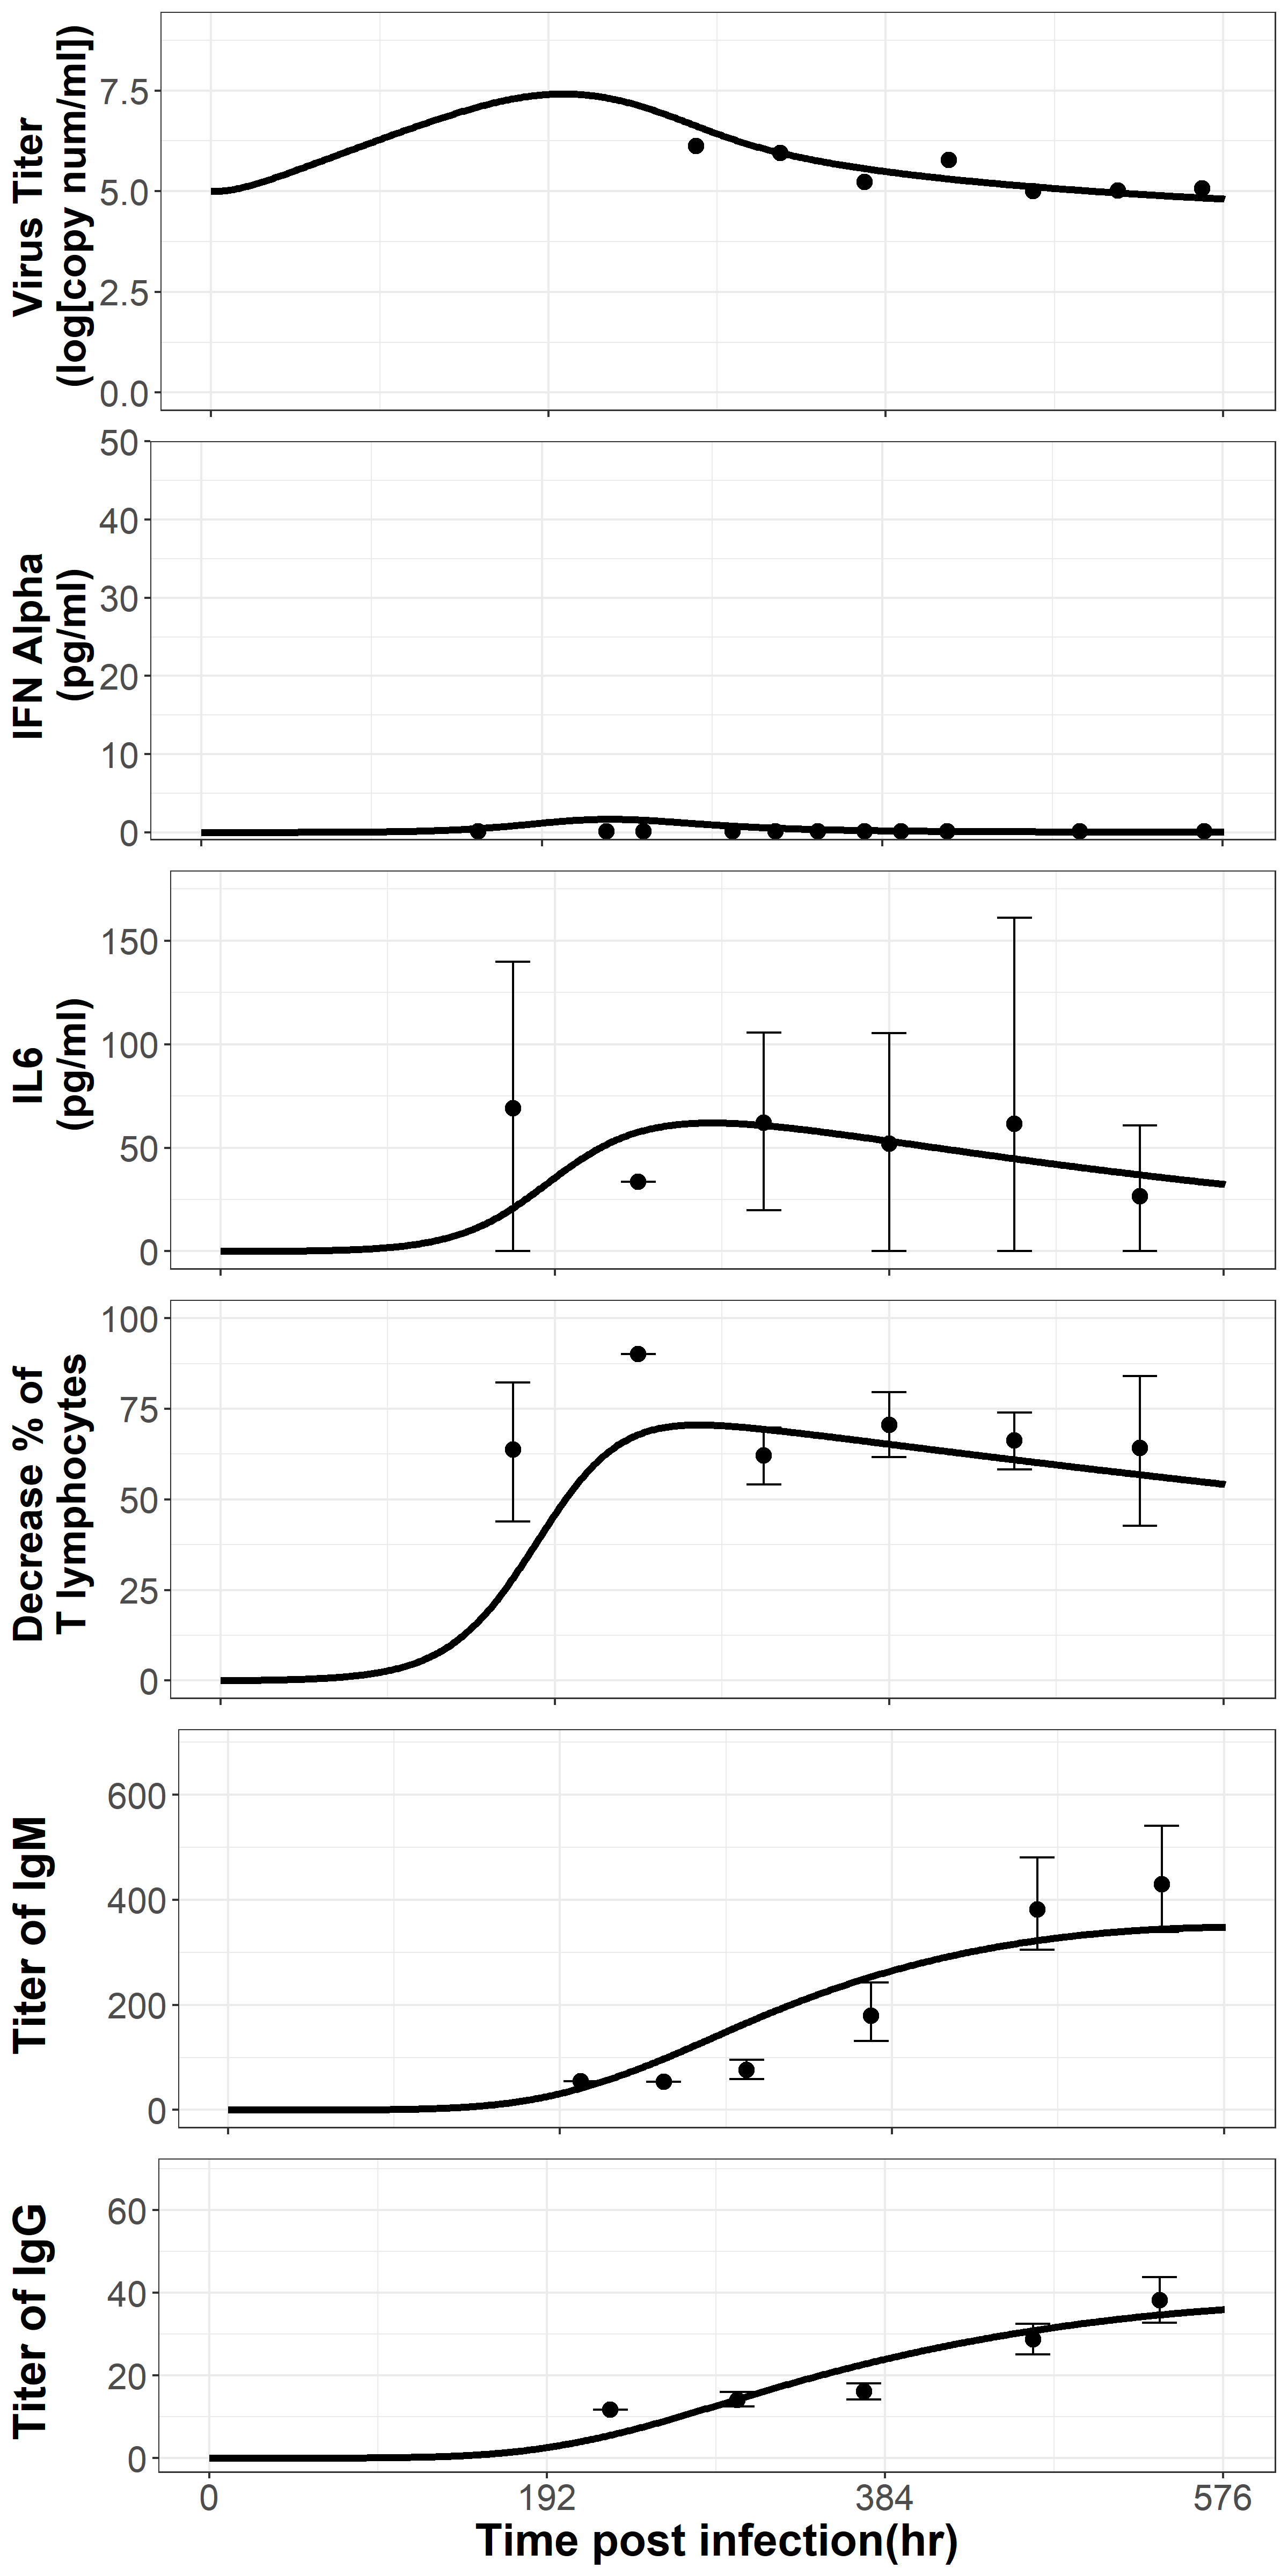 Virus Titer
(log[copy num/ml])
7.5
5.0
2.5
0.0
IFN Alpha
(pg/ml)
50
40
30
20
10
0
IL6
(pg/ml)
150
100
50
0
Decrease % of
T lymphocytes
100
75
50
25
0
Titer of IgM
600
400
200
0
Titer of IgG
60
40
20
0
0 192 384 576
Time post infection(hr)